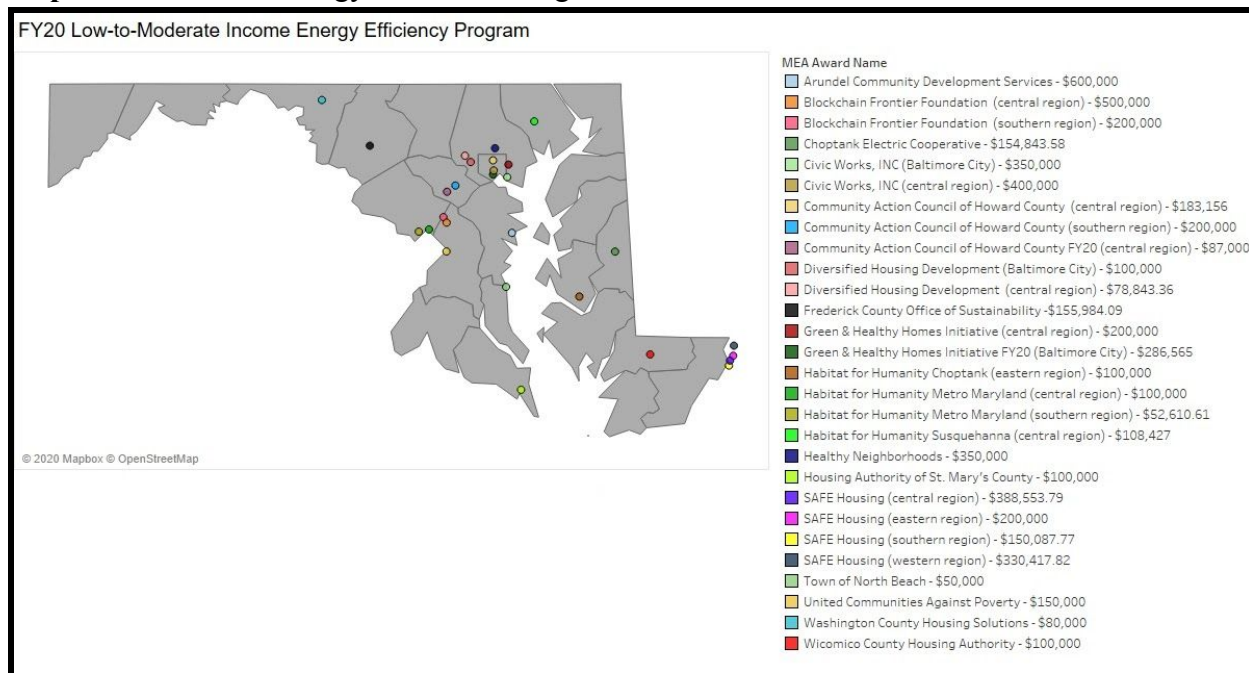 FY20 Low-to-Moderate Income Energy Efficiency Program
MEA Award Name
Arundel Community Development Services - $600,000
Blockchain Frontier Foundation (central region) - $500,000
Blockchain Frontier Foundation (southern region) - $200,000
Choptank Electric Cooperative - $154,843.58
Civic Works, INC (Baltimore City) - $350,000
Civic Works, INC (central region) - $400,000
Community Action Council of Howard County (central region) - $183,156
Community Action Council of Howard County (southern region) - $200,000
Community Action Council of Howard County FY20 (central region) - $87,000
Diversified Housing Development (Baltimore City) - $100,000
Diversified Housing Development (central region) - $78,843.36
Frederick County Office of Sustainability -$155,984.09
Green & Healthy Homes Initiative (central region) - $200,000
Green & Healthy Homes Initiative FY20 (Baltimore City) - $286,565
Habitat for Humanity Choptank (eastern region) - $100,000
Habitat for Humanity Metro Maryland (central region) - $100,000
Habitat for Humanity Metro Maryland (southern region) - $52,610.61
Habitat for Humanity Susquehanna (central region) - $108,427
Healthy Neighborhoods - $350,000
Housing Authority of St. Mary's County - $100,000
SAFE Housing (central region) - $388,553.79
SAFE Housing (eastern region) - $200,000
SAFE Housing (southern region) - $150,087.77
SAFE Housing (western region) - $330,417.82
Town of North Beach - $50,000
United Communities Against Poverty - $150,000
Washington County Housing Solutions - $80,000
Wicomico County Housing Authority - $100,000
© 2020 Mapbox © OpenStreetMap